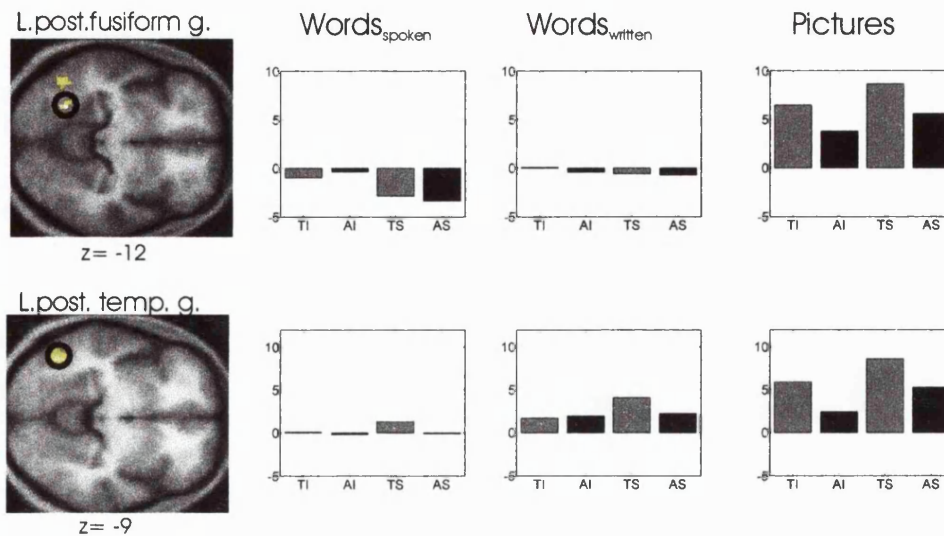 L.post.fusiform g.
Words spoken
Words written
Pictures
10
5
0
-5
TI AI TS AS
10
5
0
-5
TI AI TS AS
10
5
0
-5
TI AI TS AS
z= -12
L.post. temp. g.
10
5
0
-5
TI AI TS AS
10
5
0
-5
TI AI TS AS
10
5
0
-5
TI AI TS AS
z= -9